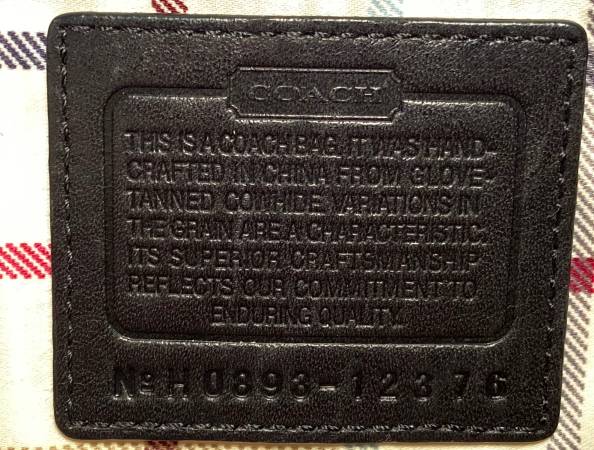 COACH
THIS IS A COACH BAG. IT WAS HAND-
CRAFTED IN CHINA FROM GLOVE-
TANNED COWHIDE. VARIATIONS IN
THE GRAIN ARE A CHARACTERISTIC.
ITS SUPERIOR CRAFTSMANSHIP
REFLECTS OUR COMMITMENT TO
ENDURING QUALITY.
Nº H 0893-12376